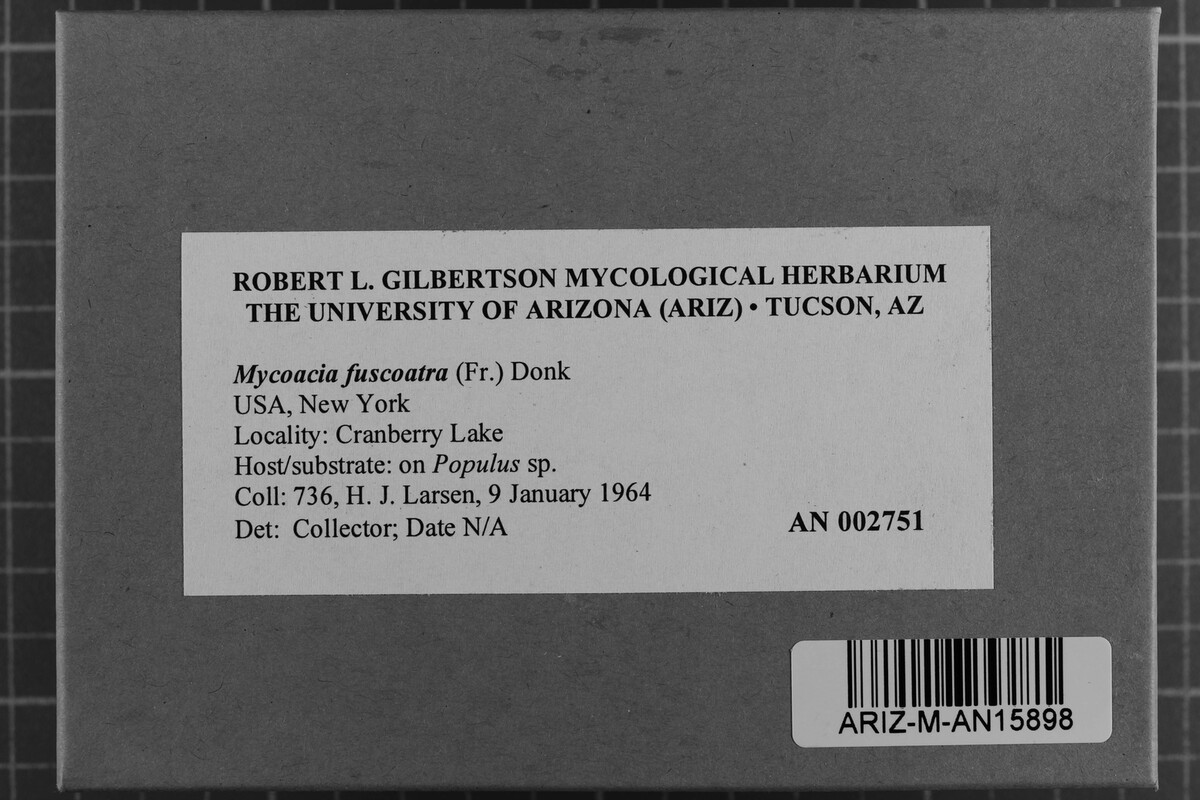 ROBERT L. GILBERTSON MYCOLOGICAL HERBARIUM
THE UNIVERSITY OF ARIZONA (ARIZ) • TUCSON, AZ
Mycoacia fuscoatra (Fr.) Donk
USA, New York
Locality: Cranberry Lake
Host/substrate: on Populus sp.
Coll: 736, H. J. Larsen, 9 January 1964
Det: Collector; Date N/A
AN 002751
ARIZ-M-AN15898